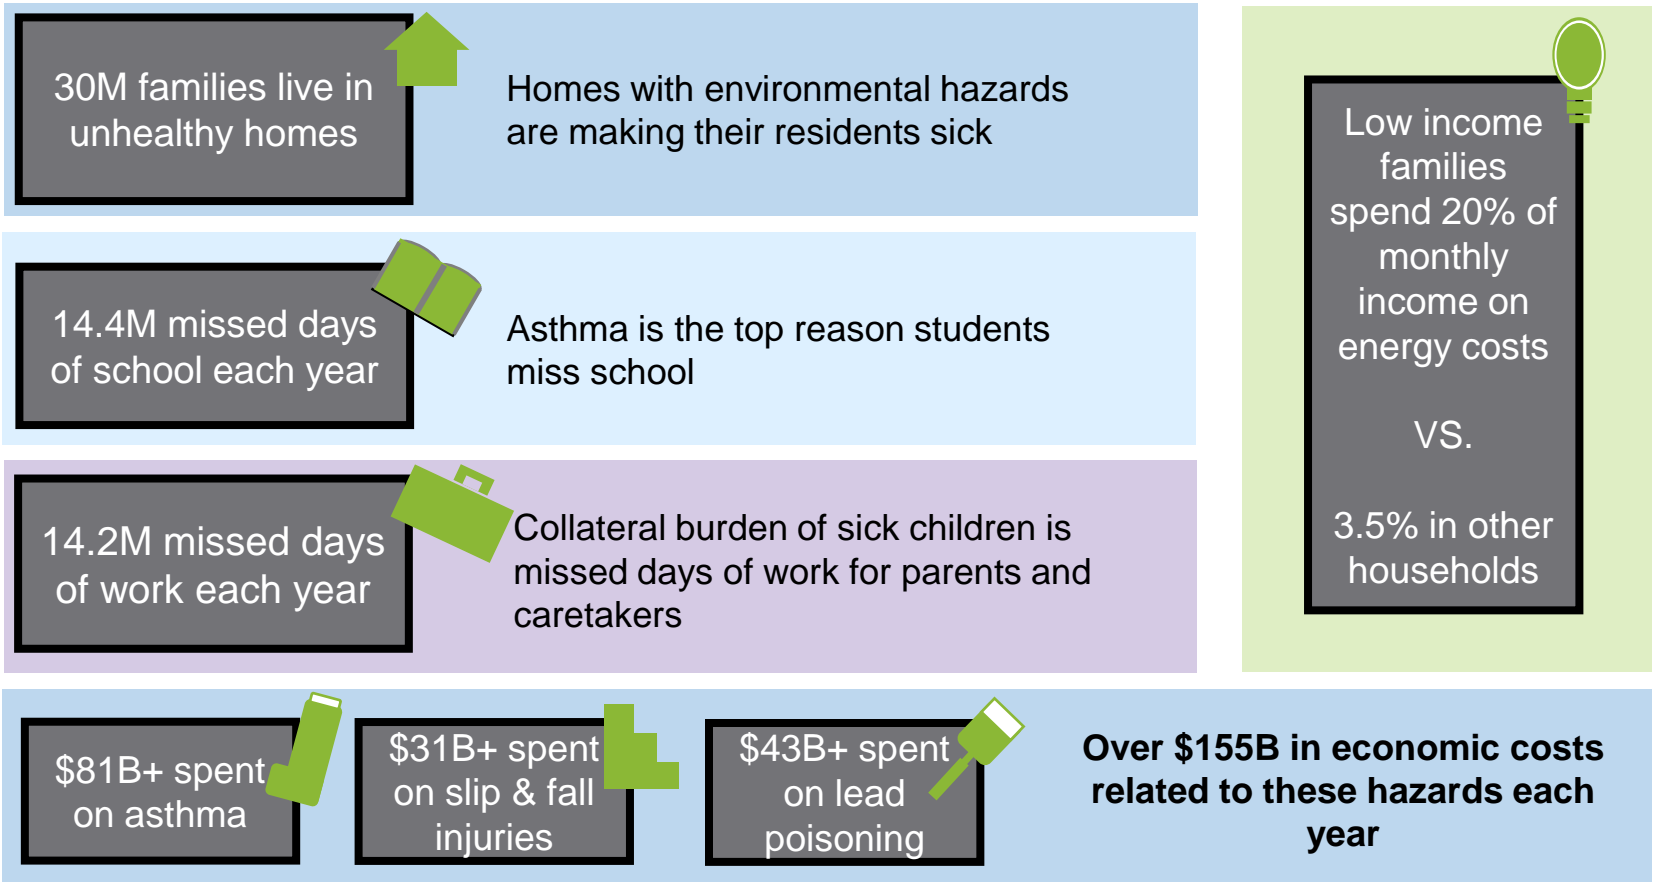 30M families live in
unhealthy homes
Homes with environmental hazards
are making their residents sick
14.4M missed days
of school each year
Asthma is the top reason students
miss school
14.2M missed days
of work each year
Collateral burden of sick children is
missed days of work for parents and
caretakers
Low income
families
spend 20% of
monthly
income on
energy costs
VS.
3.5% in other
households
$81B+ spent
on asthma
$31B+ spent
on slip & fall
injuries
$43B+ spent
on lead
poisoning
Over $155B in economic costs
related to these hazards each
year